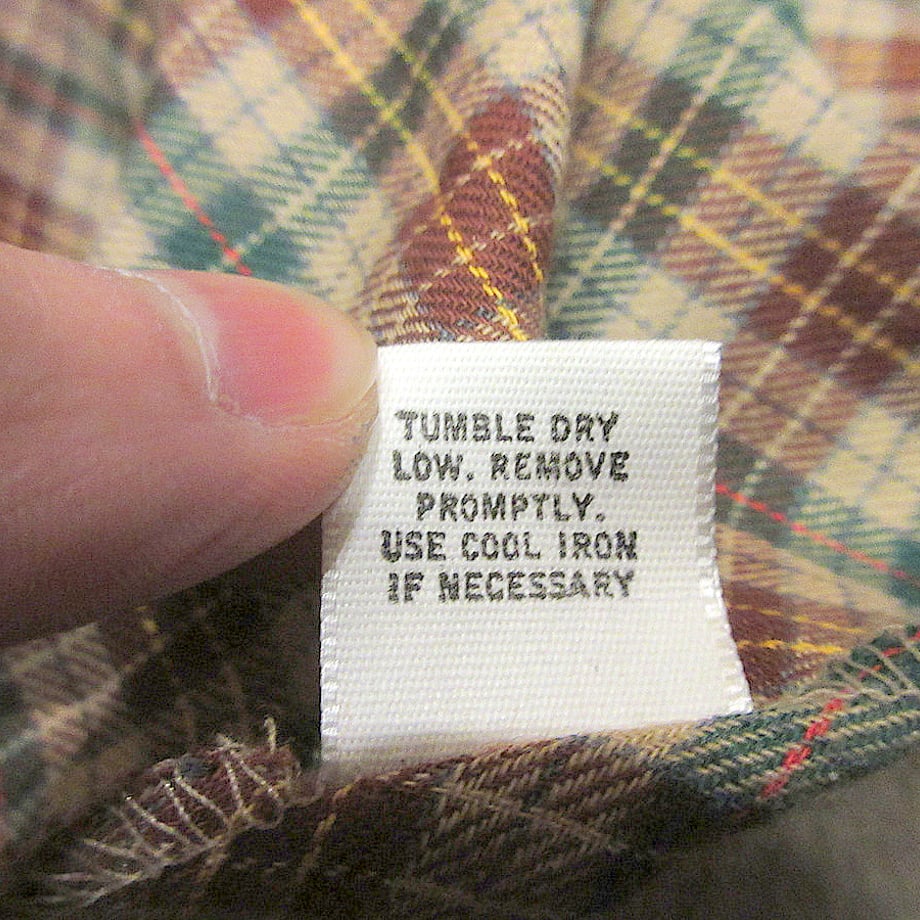 TUMBLE DRY
LOW. REMOVE
PROMPTLY.
USE COOL IRON
IF NECESSARY